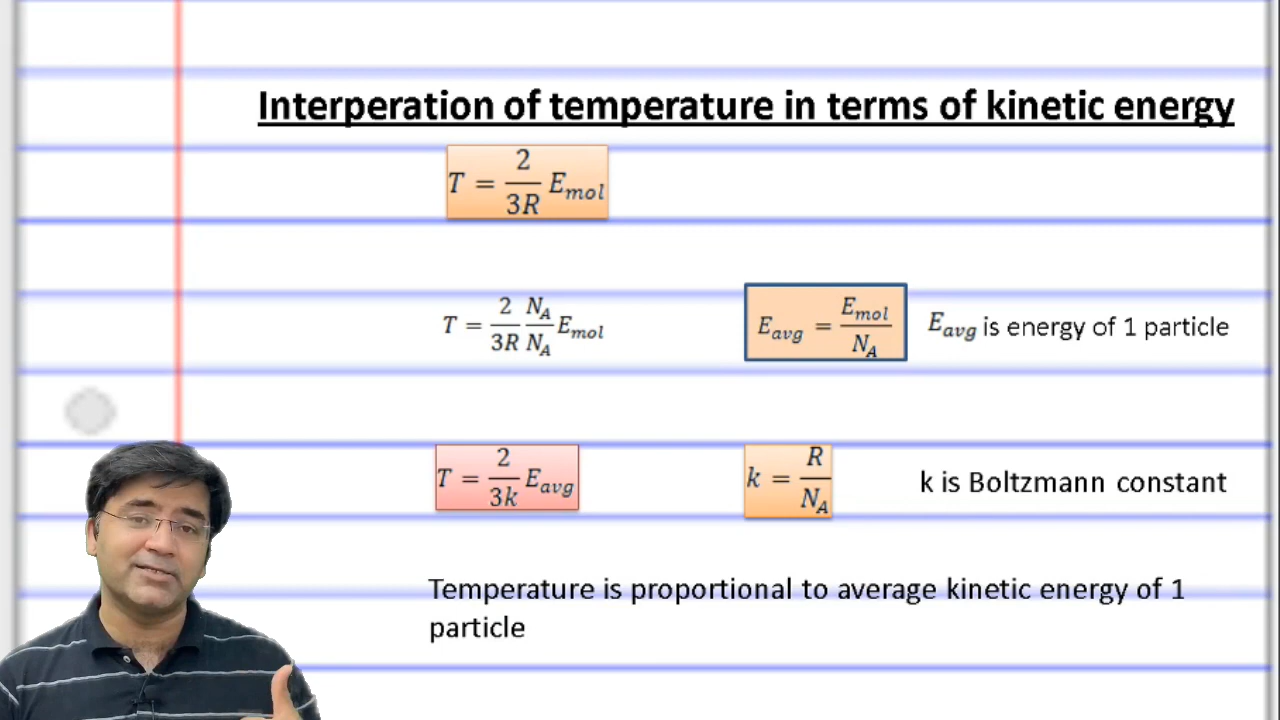 Interperation of temperature in terms of kinetic energy
T = 2/3R E_mol
T = 2/3R N_A/N_A E_mol
E_avg = E_mol/N_A
E_avg is energy of 1 particle
T = 2/3k E_avg
k = R/N_A
k is Boltzmann constant
Temperature is proportional to average kinetic energy of 1
particle